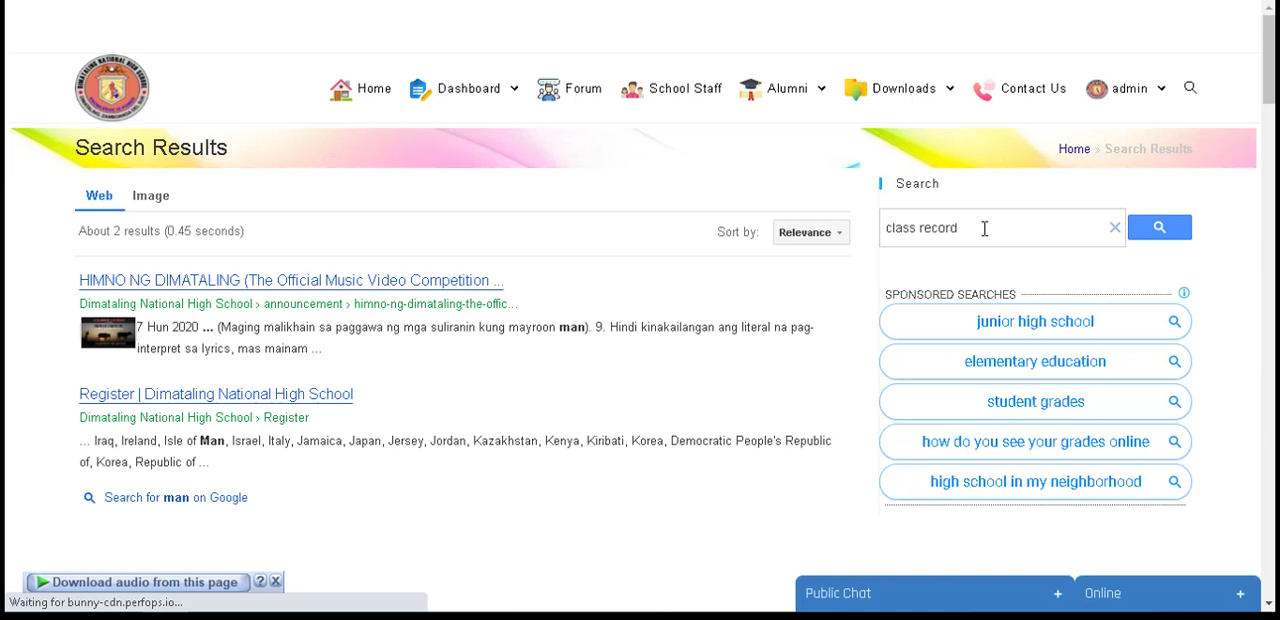 Home
Dashboard
Forum
School Staff
Alumni
Downloads
Contact Us
admin
Search Results
Home » Search Results
Web
Image
About 2 results (0.45 seconds)
Sort by:
Relevance
HIMNO NG DIMATALING (The Official Music Video Competition ...
Dimataling National High School › announcement › himno-ng-dimataling-the-offic...
7 Hun 2020 ... (Maging malikhain sa paggawa ng mga suliranin kung mayroon man). 9. Hindi kinakailangan ang literal na pag-
interpret sa lyrics, mas mainam ...
Register | Dimataling National High School
Dimataling National High School › Register
... Iraq, Ireland, Isle of Man, Israel, Italy, Jamaica, Japan, Jersey, Jordan, Kazakhstan, Kenya, Kiribati, Korea, Democratic People's Republic
of, Korea, Republic of ...
Search for man on Google
Search
class record
SPONSORED SEARCHES
junior high school
elementary education
student grades
how do you see your grades online
high school in my neighborhood
Download audio from this page
?
X
Waiting for bunny-cdn.perfops.io...
Public Chat +
Online +